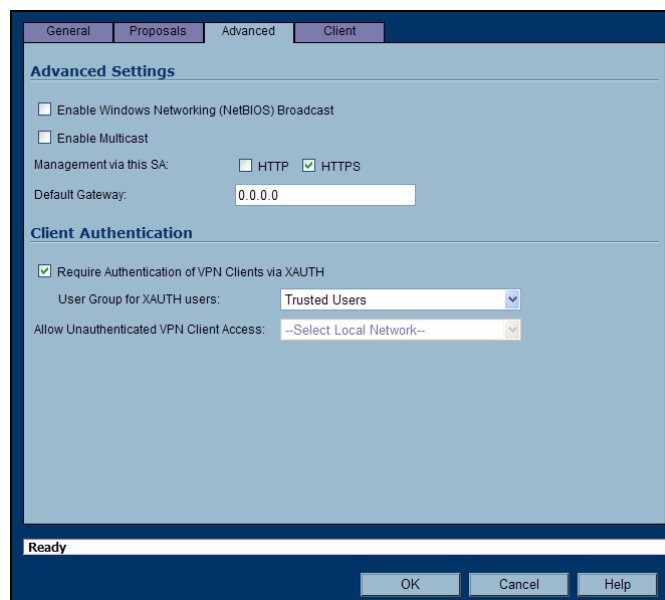 General Proposals Advanced Client
Advanced Settings
Enable Windows Networking (NetBIOS) Broadcast
Enable Multicast
Management via this SA: HTTP HTTPS
Default Gateway: 0.0.0.0
Client Authentication
Require Authentication of VPN Clients via XAUTH
User Group for XAUTH users: Trusted Users
Allow Unauthenticated VPN Client Access: --Select Local Network--
Ready
OK Cancel Help